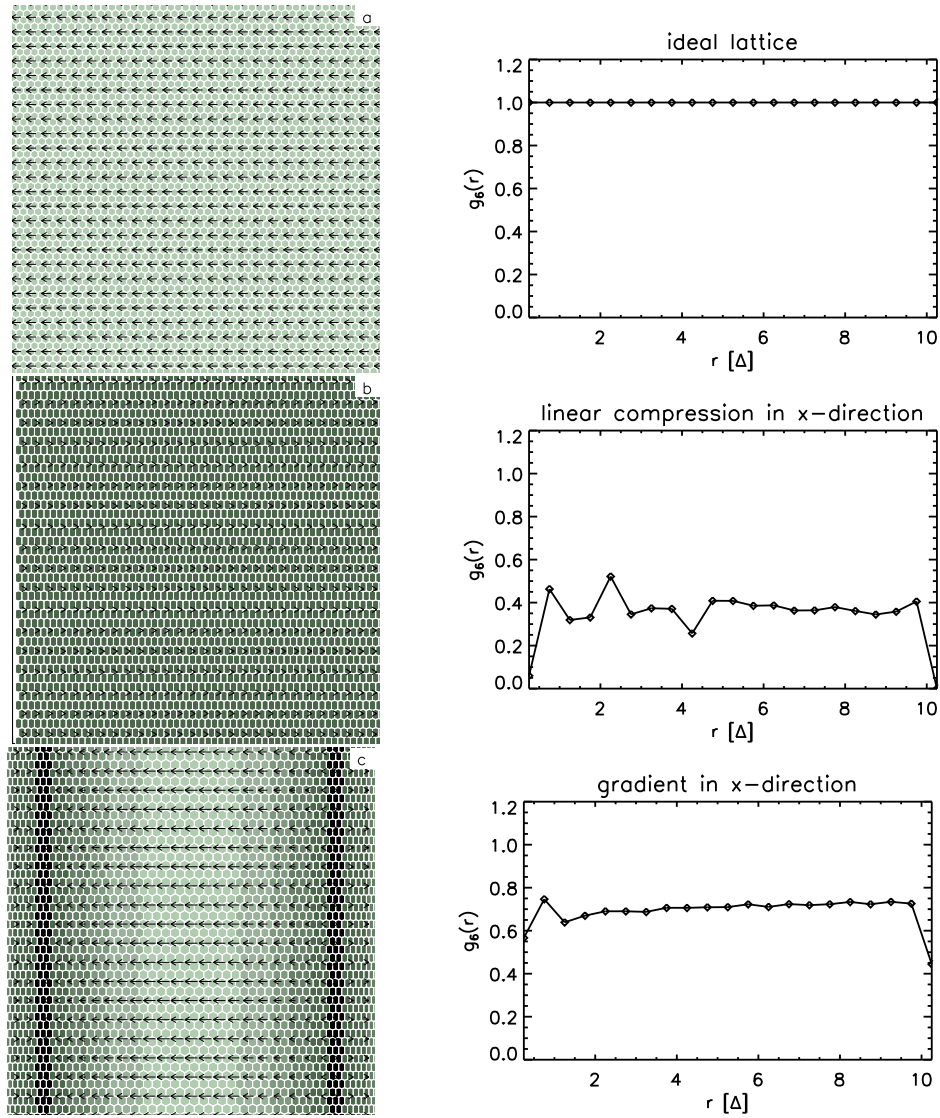 a
ideal lattice
1.2
1.0
0.8
0.6
0.4
0.2
0.0
g₆(r)
2 4 6 8 10
r [Δ]
b
linear compression in x-direction
1.2
1.0
0.8
0.6
0.4
0.2
0.0
g₆(r)
2 4 6 8 10
r [Δ]
c
gradient in x-direction
1.2
1.0
0.8
0.6
0.4
0.2
0.0
g₆(r)
2 4 6 8 10
r [Δ]